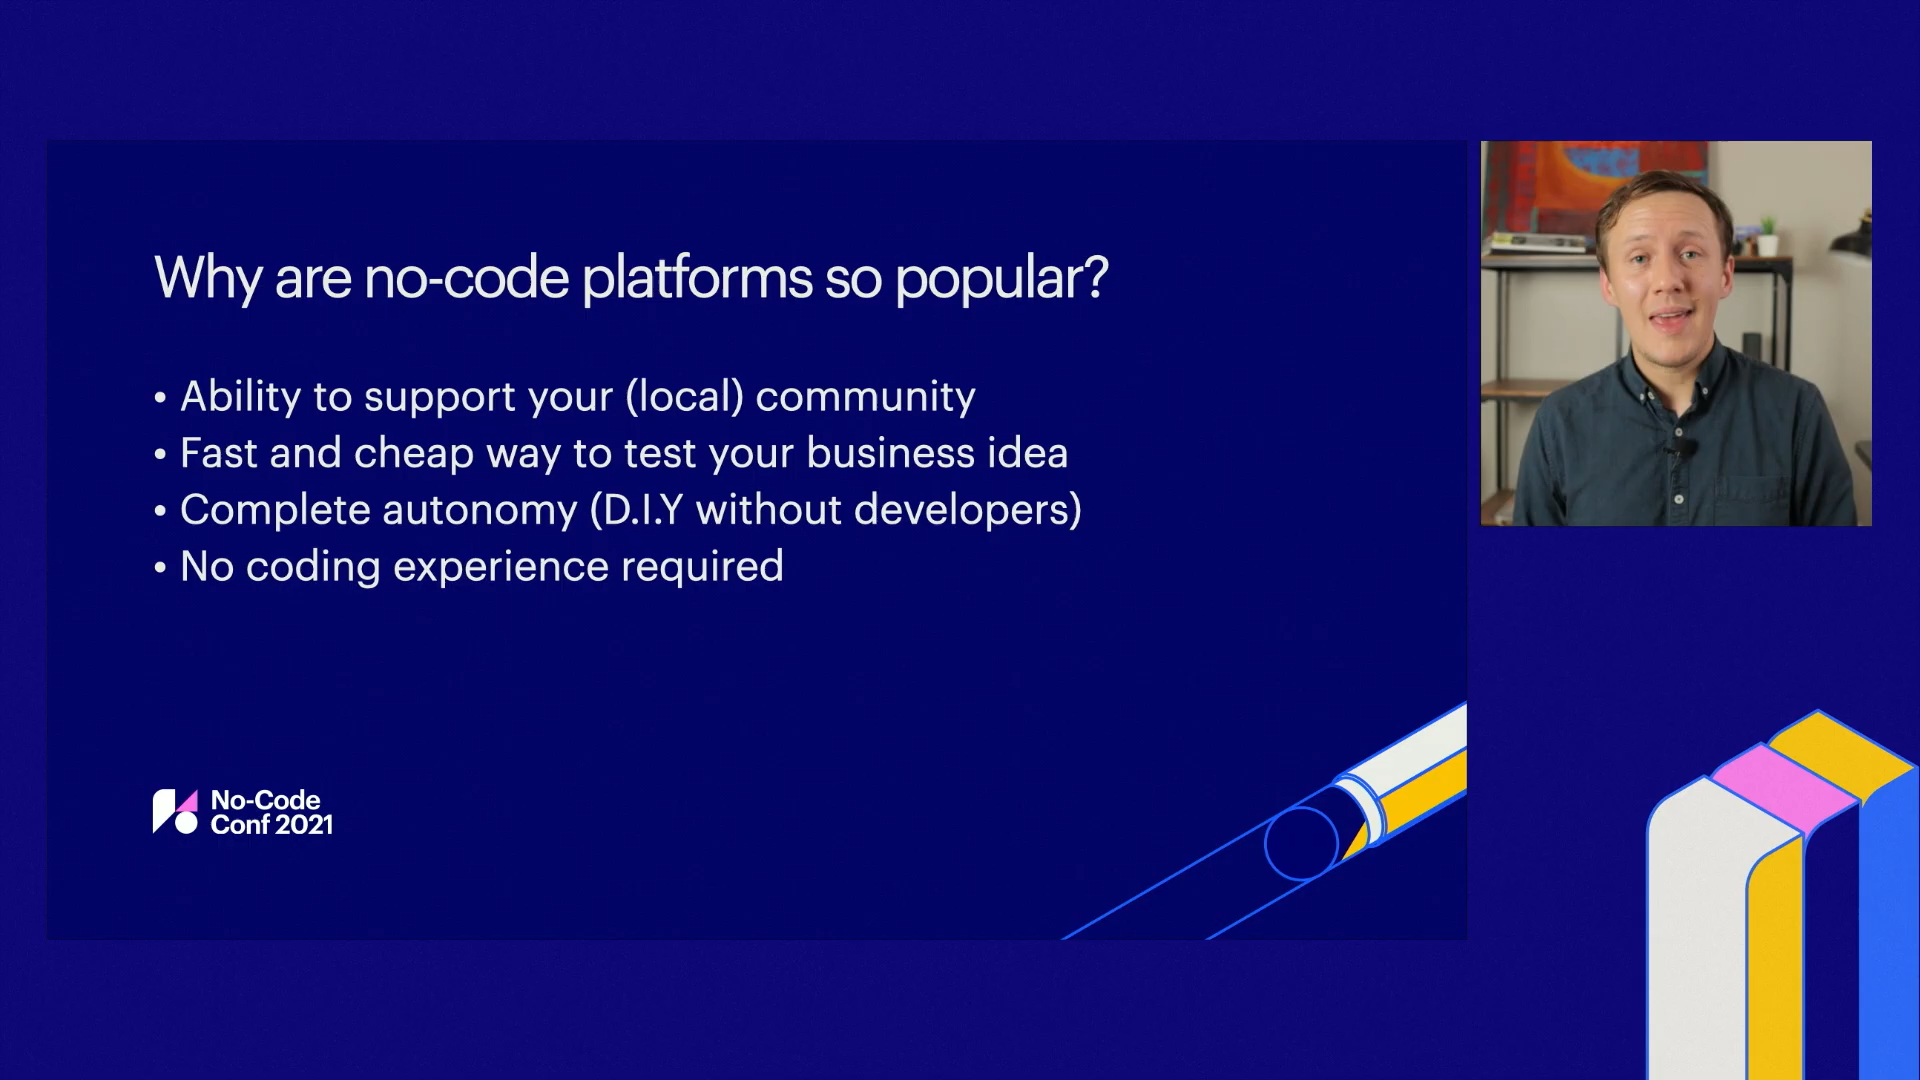 Why are no-code platforms so popular?
• Ability to support your (local) community
• Fast and cheap way to test your business idea
• Complete autonomy (D.I.Y without developers)
• No coding experience required
No-Code
Conf 2021